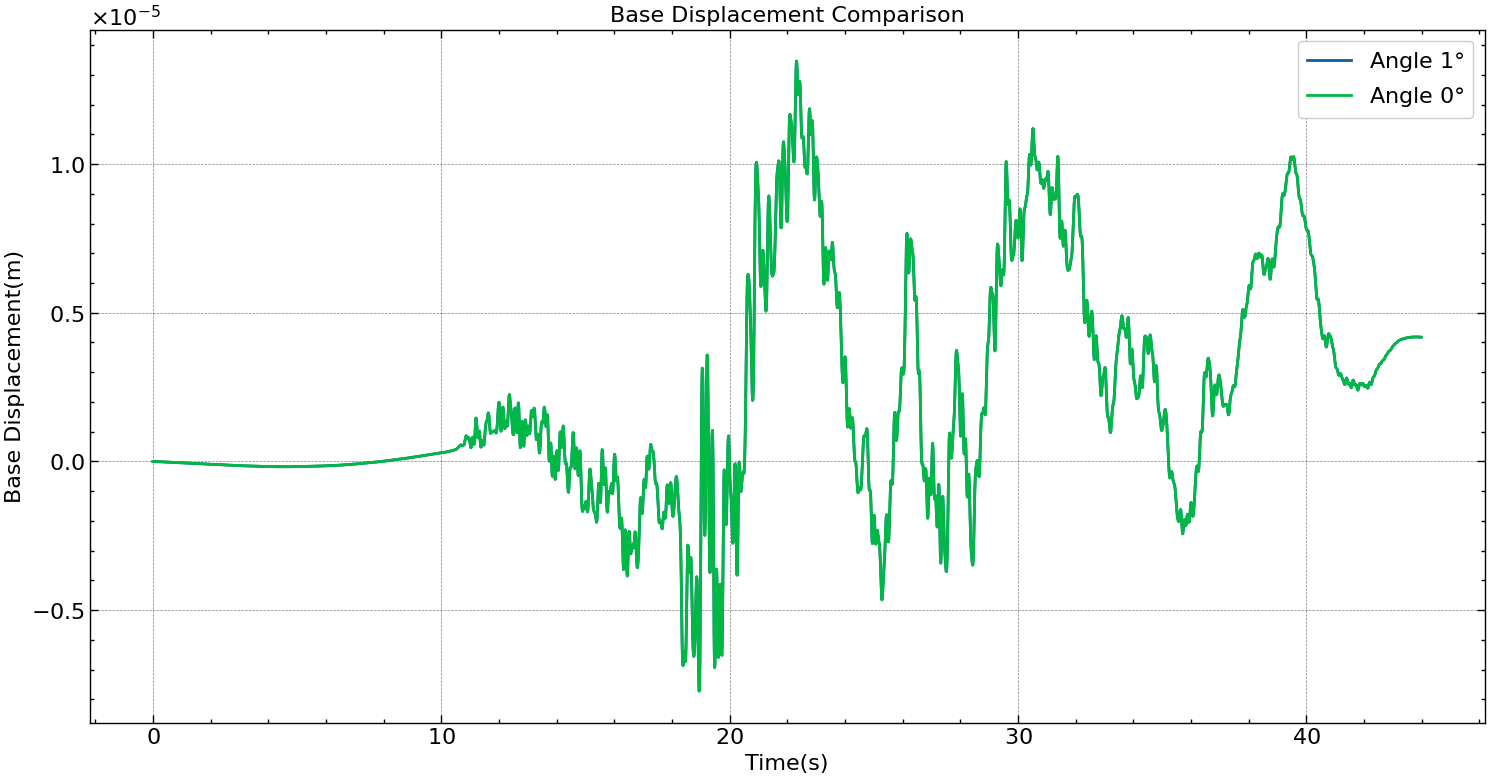 Base Displacement Comparison
×10⁻⁵
Angle 1°
Angle 0°
1.0
0.5
0.0
−0.5
Base Displacement(m)
0 10 20 30 40
Time(s)